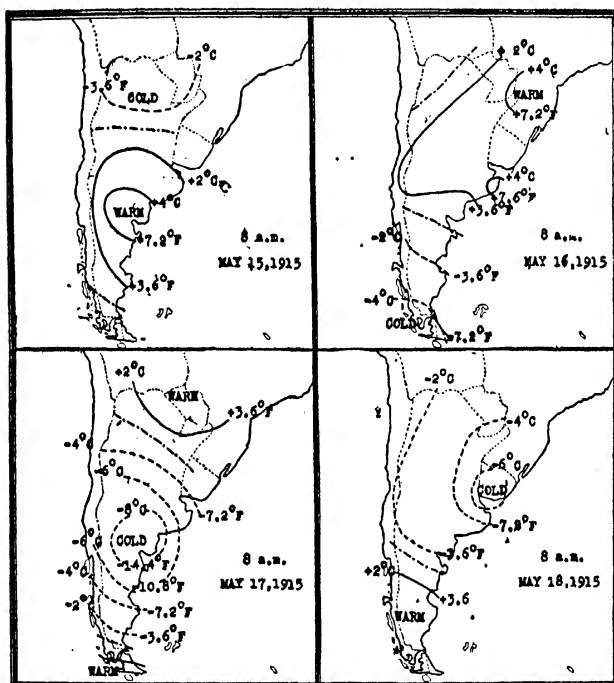 -2°C
-3.6°F
COLD
+2°C
+4°C
WARM
+7.2°F
+3.6°F
8 a.m.
MAY 15,1915
+2°C
+4°C
WARM
+7.2°F
+4°C
+7.6°F
+3.6°F
-2°C
-3.6°F
-4°C
COLD
-7.2°F
8 a.m.
MAY 16,1915
+2°C
WARM
+3.6°F
-4°C
-6°C
-8°C
-7.2°F
-6°C
COLD
-14.4°F
-4°C
-10.8°F
-2°C
-7.2°F
-3.6°F
WARM
8 a.m.
MAY 17,1915
-2°C
-4°C
-6°C
COLD
-7.2°F
-3.6°F
+2°C
+3.6
WARM
8 a.m.
MAY 18,1915